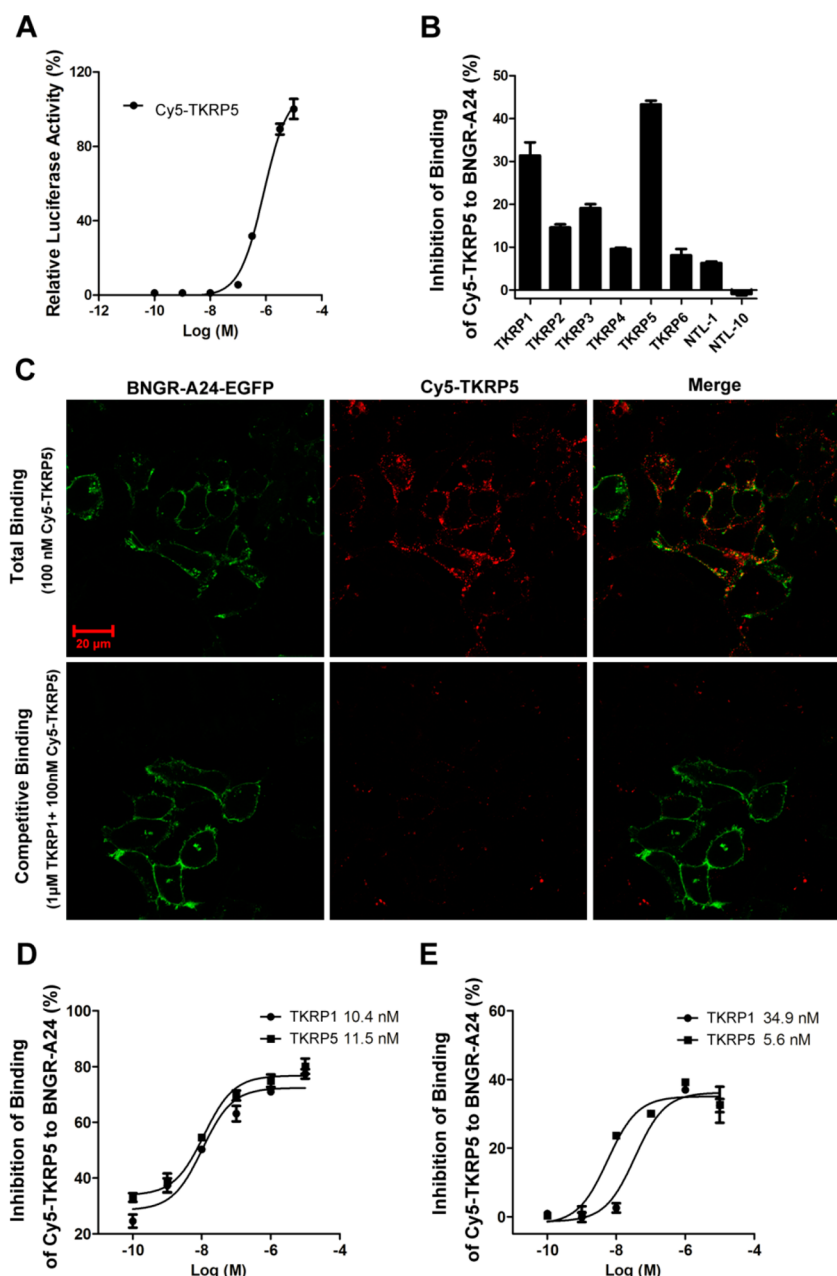 A
Relative Luciferase Activity (%)
120
80
40
0
Cy5-TKRP5
-12
-10
-8
-6
-4
Log (M)
B
Inhibition of Binding
of Cy5-TKRP5 to BNGR-A24 (%)
50
40
30
20
10
0
TKRP1
TKRP2
TKRP3
TKRP4
TKRP5
TKRP6
NTL-1
NTL-10
C
BNGR-A24-EGFP
Cy5-TKRP5
Merge
Total Binding
(100 nM Cy5-TKRP5)
20 μm
Competitive Binding
(1μM TKRP1+ 100nM Cy5-TKRP5)
D
Inhibition of Binding
of Cy5-TKRP5 to BNGR-A24 (%)
100
80
60
40
20
TKRP1 10.4 nM
TKRP5 11.5 nM
-10
-8
-6
-4
Log (M)
E
Inhibition of Binding
of Cy5-TKRP5 to BNGR-A24 (%)
60
40
20
0
TKRP1 34.9 nM
TKRP5 5.6 nM
-10
-8
-6
-4
Log (M)